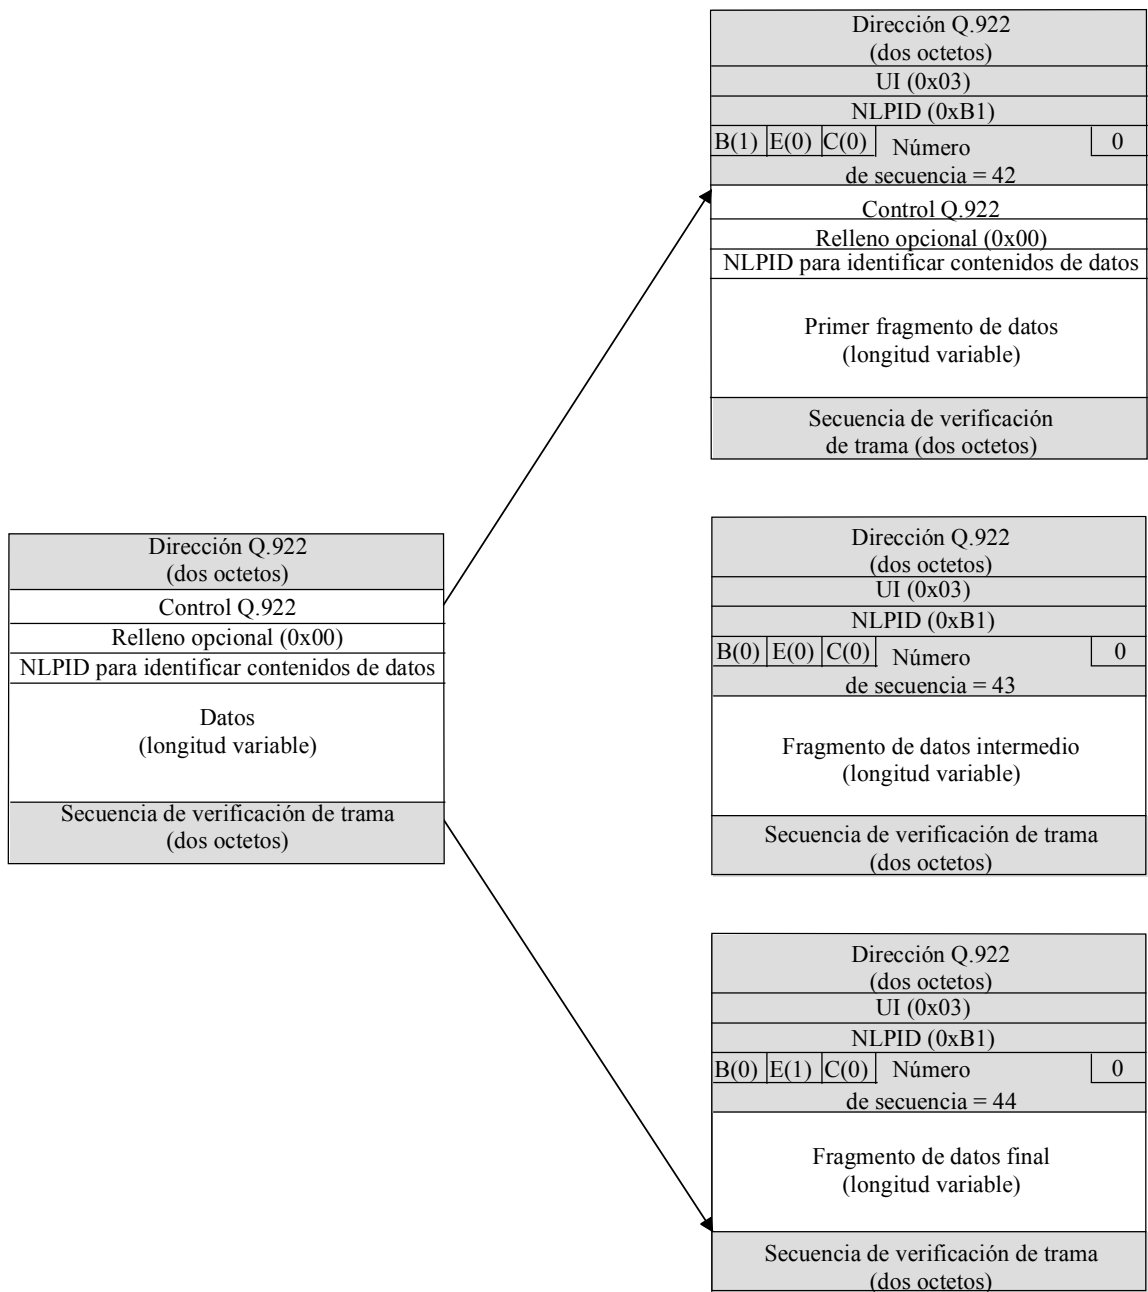 Dirección Q.922
(dos octetos)
Control Q.922
Relleno opcional (0x00)
NLPID para identificar contenidos de datos
Datos
(longitud variable)
Secuencia de verificación de trama
(dos octetos)
Dirección Q.922
(dos octetos)
UI (0x03)
NLPID (0xB1)
B(1) E(0) C(0) Número 0
de secuencia = 42
Control Q.922
Relleno opcional (0x00)
NLPID para identificar contenidos de datos
Primer fragmento de datos
(longitud variable)
Secuencia de verificación
de trama (dos octetos)
Dirección Q.922
(dos octetos)
UI (0x03)
NLPID (0xB1)
B(0) E(0) C(0) Número 0
de secuencia = 43
Fragmento de datos intermedio
(longitud variable)
Secuencia de verificación de trama
(dos octetos)
Dirección Q.922
(dos octetos)
UI (0x03)
NLPID (0xB1)
B(0) E(1) C(0) Número 0
de secuencia = 44
Fragmento de datos final
(longitud variable)
Secuencia de verificación de trama
(dos octetos)